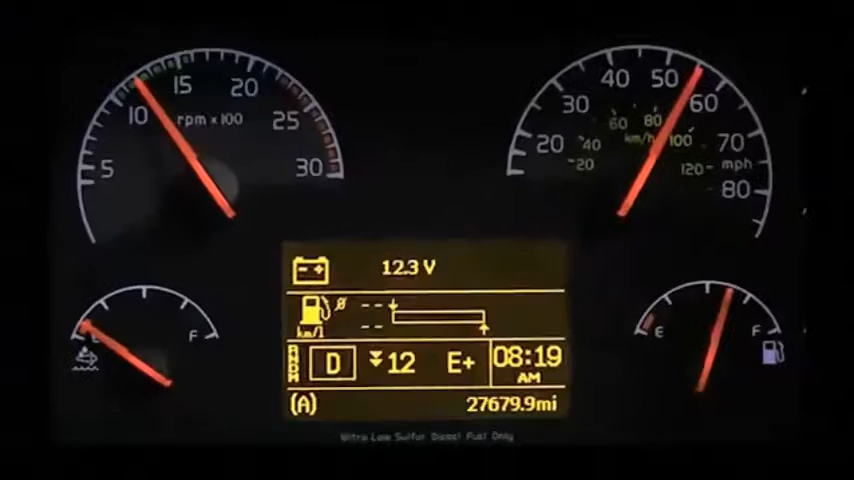 5 10 15 20 25 30
rpm x100
20 30 40 50 60 70 80
mph
20 40 60 80 100 120
km/h
E F
E F
12.3 V
km/l
-- --
D 12 E+ 08:19
AM
(A) 27679.9mi
Ultra Low Sulfur Diesel Fuel Only